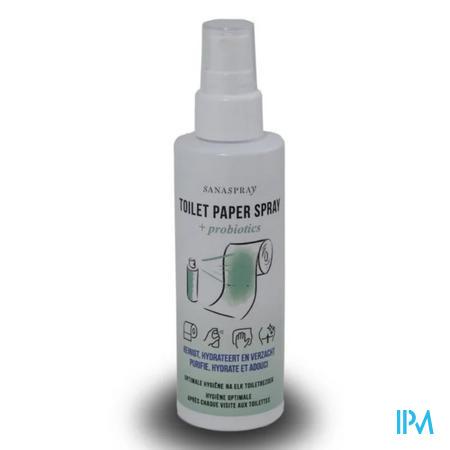 SANASPRAY
TOILET PAPER SPRAY
+ probiotics
REINIGT, HYDRATEERT EN VERZACHT
PURIFIE, HYDRATE ET ADOUCI
OPTIMALE HYGIËNE NA ELK TOILETBEZOEK
HYGIÈNE OPTIMALE
APRÈS CHAQUE VISITE AUX TOILETTES
IPM